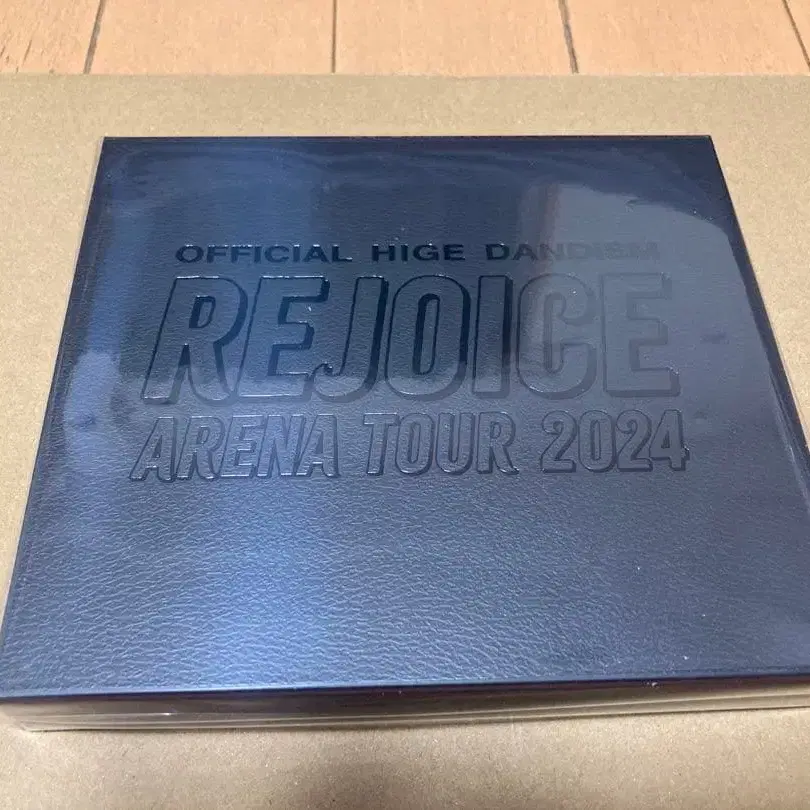 OFFICIAL HIGE DANDISM
REJOICE
ARENA TOUR 2024